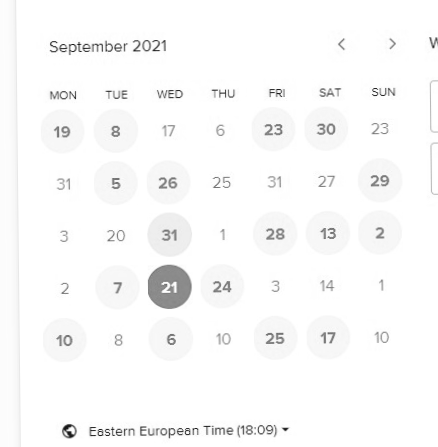 September 2021 < >
MON TUE WED THU FRI SAT SUN
19 8 17 6 23 30 23
31 5 26 25 31 27 29
3 20 31 1 28 13 2
2 7 21 24 3 14 1
10 8 6 10 25 17 10
Eastern European Time (18:09)